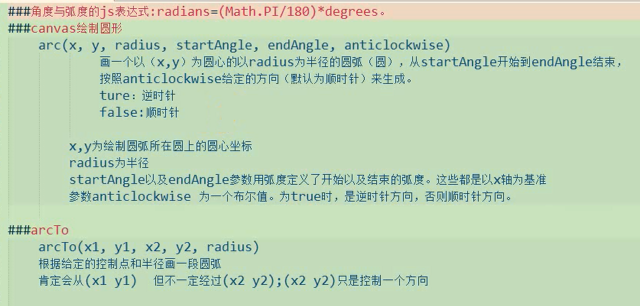 ###角度与弧度的js表达式:radians=(Math.PI/180)*degrees。
###canvas绘制圆形
arc(x, y, radius, startAngle, endAngle, anticlockwise)
画一个以（x,y）为圆心的以radius为半径的圆弧（圆），从startAngle开始到endAngle结束，
按照anticlockwise给定的方向（默认为顺时针）来生成。
ture：逆时针
false:顺时针
x,y为绘制圆弧所在圆上的圆心坐标
radius为半径
startAngle以及endAngle参数用弧度定义了开始以及结束的弧度。这些都是以x轴为基准
参数anticlockwise 为一个布尔值。为true时，是逆时针方向，否则顺时针方向。
###arcTo
arcTo(x1, y1, x2, y2, radius)
根据给定的控制点和半径画一段圆弧
肯定会从(x1 y1)  但不一定经过(x2 y2);(x2 y2)只是控制一个方向